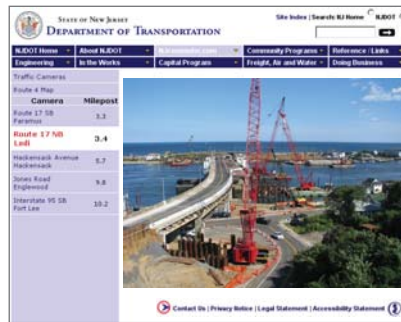 STATE OF NEW JERSEY
DEPARTMENT OF TRANSPORTATION
Site Index | Search: NJ Home NJDOT
NJDOT Home
About NJDOT
Community Programs
Reference / Links
Engineering
In the Works
Capital Program
Freight, Air and Water
Doing Business
Traffic Cameras
Route 4 Map
Camera Milepost
Route 17 SB
Paramus 3.3
Route 17 SB
Lodi 3.4
Hackensack Avenue
Hackensack 5.7
Jones Road
Englewood 9.8
Interstate 95 SB
Fort Lee 10.2
Contact Us | Privacy Notice | Legal Statement | Accessibility Statement